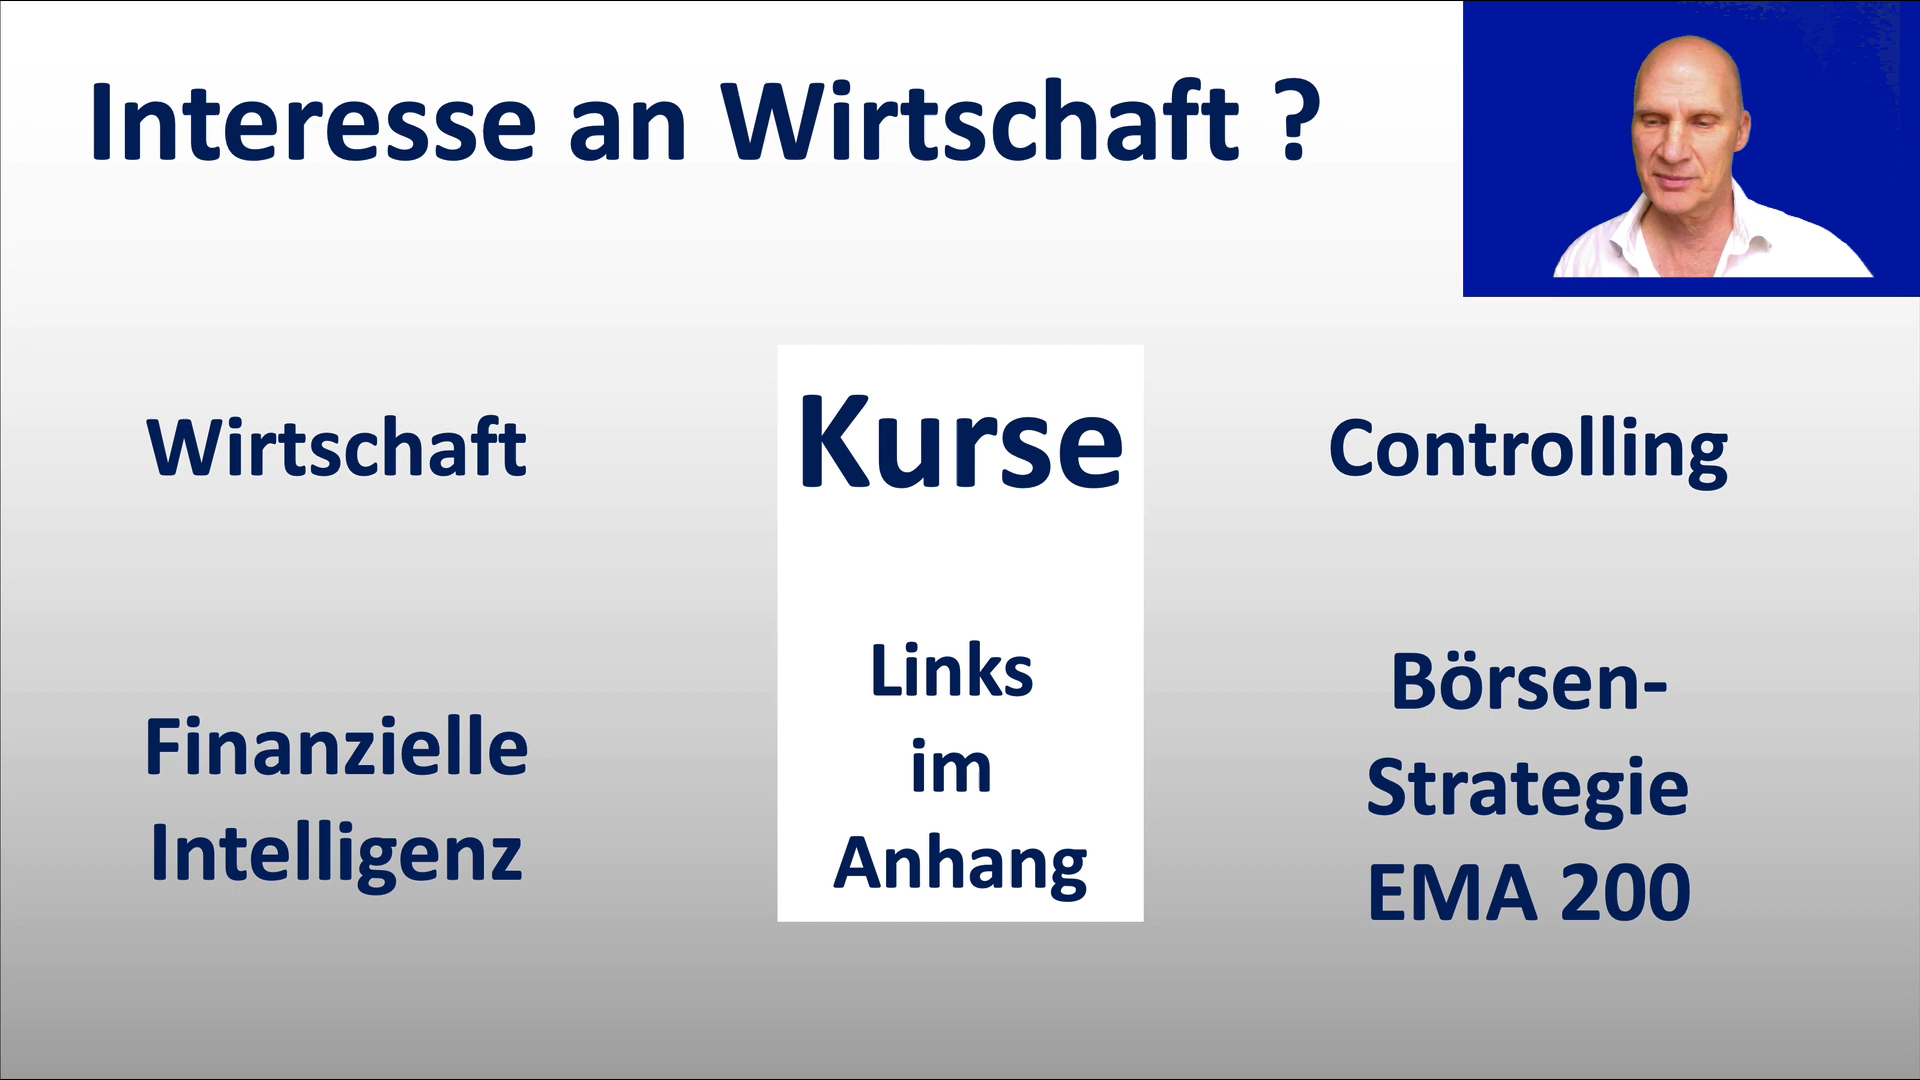 Interesse an Wirtschaft ?
Wirtschaft
Kurse
Controlling
Finanzielle
Intelligenz
Links
im
Anhang
Börsen-
Strategie
EMA 200